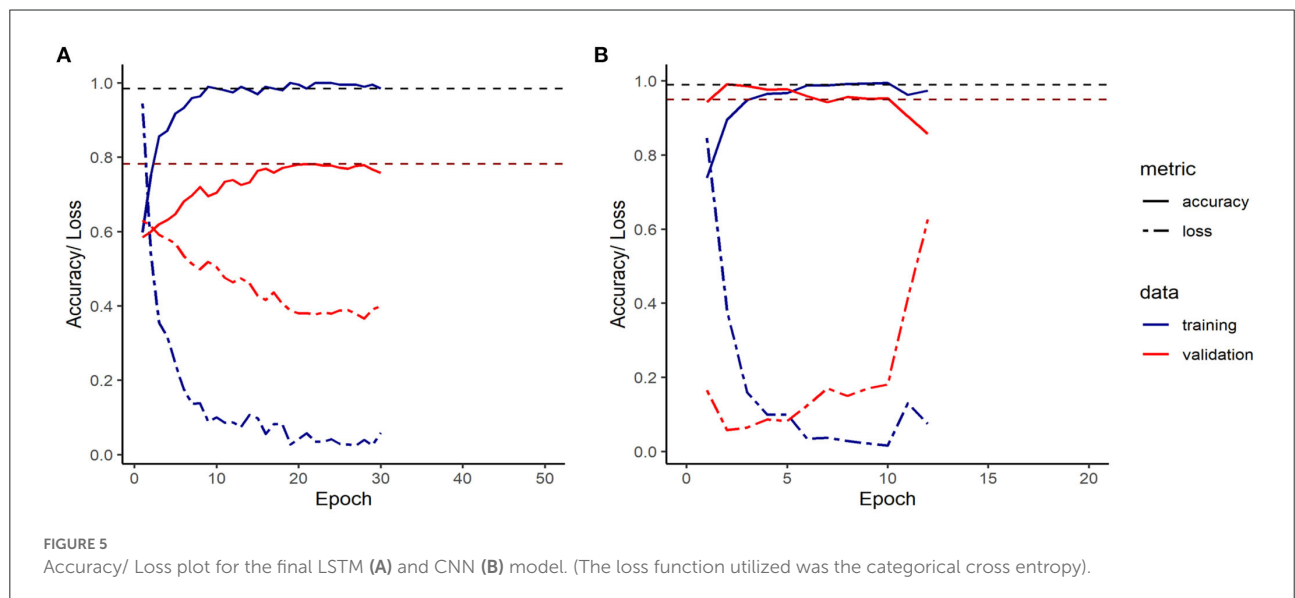 A
B
1.0
0.8
0.6
0.4
0.2
0.0
Accuracy/ Loss
0 10 20 30 40 50
Epoch
1.0
0.8
0.6
0.4
0.2
0.0
Accuracy/ Loss
0 5 10 15 20
Epoch
metric
accuracy
loss
data
training
validation
FIGURE 5
Accuracy/ Loss plot for the final LSTM (A) and CNN (B) model. (The loss function utilized was the categorical cross entropy).